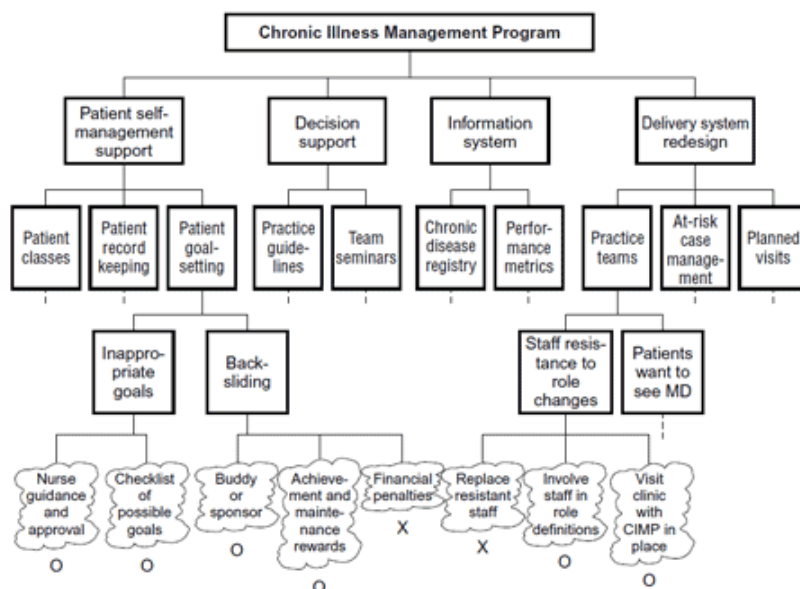 Chronic Illness Management Program
Patient self-
management
support
Decision
support
Information
system
Delivery system
redesign
Patient
classes
Patient
record
keeping
Patient
goal-
setting
Practice
guide-
lines
Team
seminars
Chronic
disease
registry
Perfor-
mance
metrics
Practice
teams
At-risk
case
manage-
ment
Planned
visits
Inappro-
priate
goals
Back-
sliding
Staff resis-
tance to
role
changes
Patients
want to
see MD
Nurse
guidance
and
approval
O
Checklist
of
possible
goals
O
Buddy
or
sponsor
O
Achieve-
ment and
mainte-
nance
rewards
O
Financial
penalties
X
Replace
resistant
staff
X
Involve
staff in
role
definitions
O
Visit
clinic
with
CIMP in
place
O